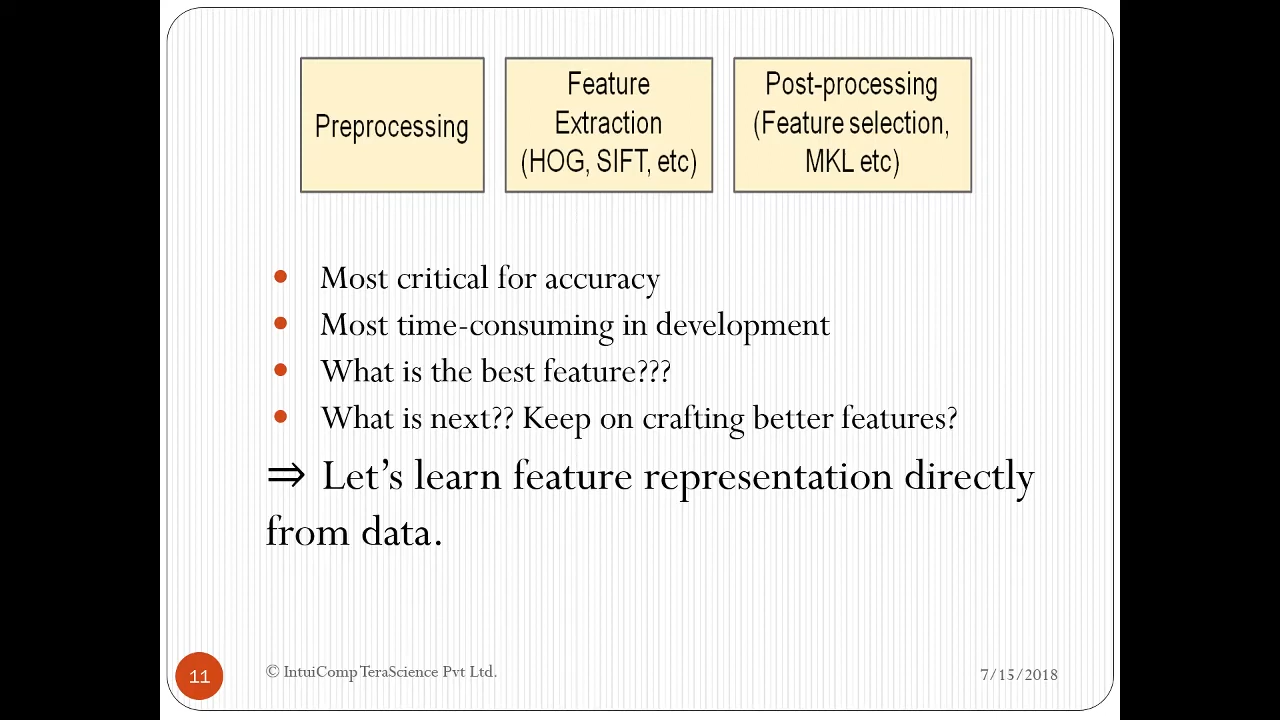 Preprocessing
Feature
Extraction
(HOG, SIFT, etc)
Post-processing
(Feature selection,
MKL etc)
Most critical for accuracy
Most time-consuming in development
What is the best feature???
What is next?? Keep on crafting better features?
⇒ Let’s learn feature representation directly
from data.
11
© IntuiComp TeraScience Pvt Ltd.
7/15/2018